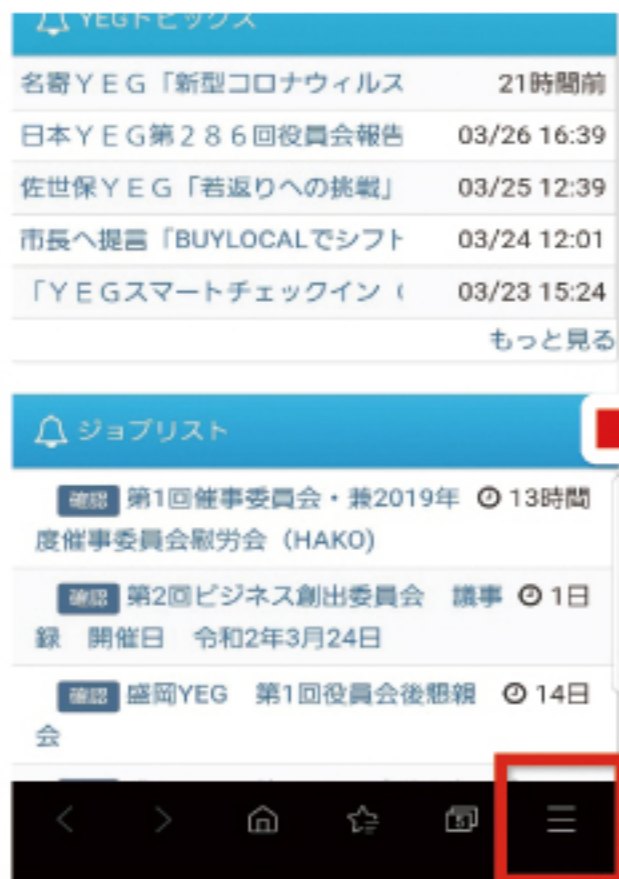 YEGトピックス
名寄ＹＥＧ「新型コロナウィルス 21時間前
日本ＹＥＧ第２８６回役員会報告 03/26 16:39
佐世保ＹＥＧ「若返りへの挑戦」 03/25 12:39
市長へ提言「BUYLOCALでシフト 03/24 12:01
「ＹＥＧスマートチェックイン（ 03/23 15:24
もっと見る
ジョブリスト
確認 第1回催事委員会・兼2019年 13時間
度催事委員会慰労会（HAKO)
確認 第2回ビジネス創出委員会　議事 1日
録　開催日　令和2年3月24日
確認 盛岡YEG　第1回役員会後懇親 14日
会
5